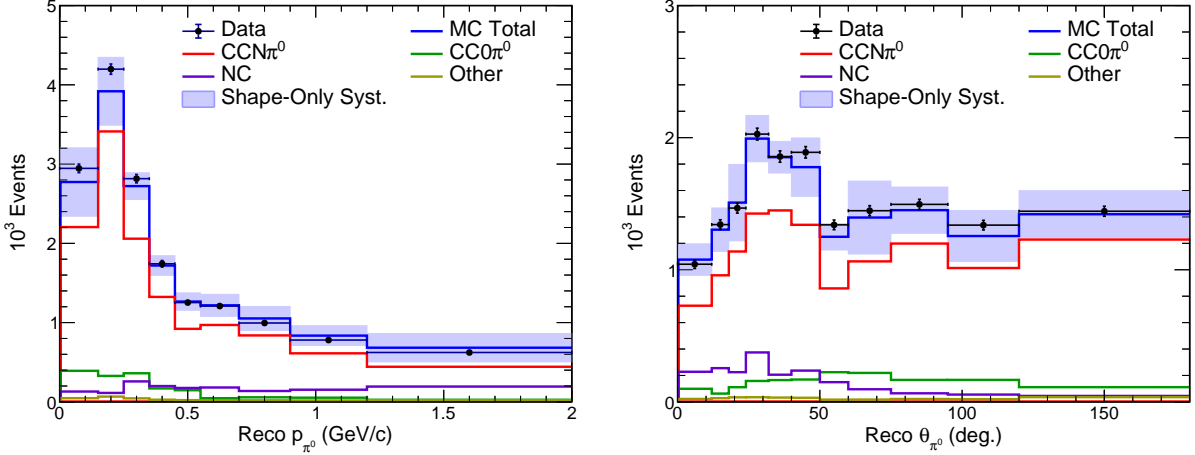 Data
MC Total
CCNπ⁰
CC0π⁰
NC
Other
Shape-Only Syst.
10³ Events
5
4
3
2
1
0
0 0.5 1 1.5 2
Reco p_π⁰ (GeV/c)
Data
MC Total
CCNπ⁰
CC0π⁰
NC
Other
Shape-Only Syst.
10³ Events
3
2
1
0
0 50 100 150
Reco θ_π⁰ (deg.)